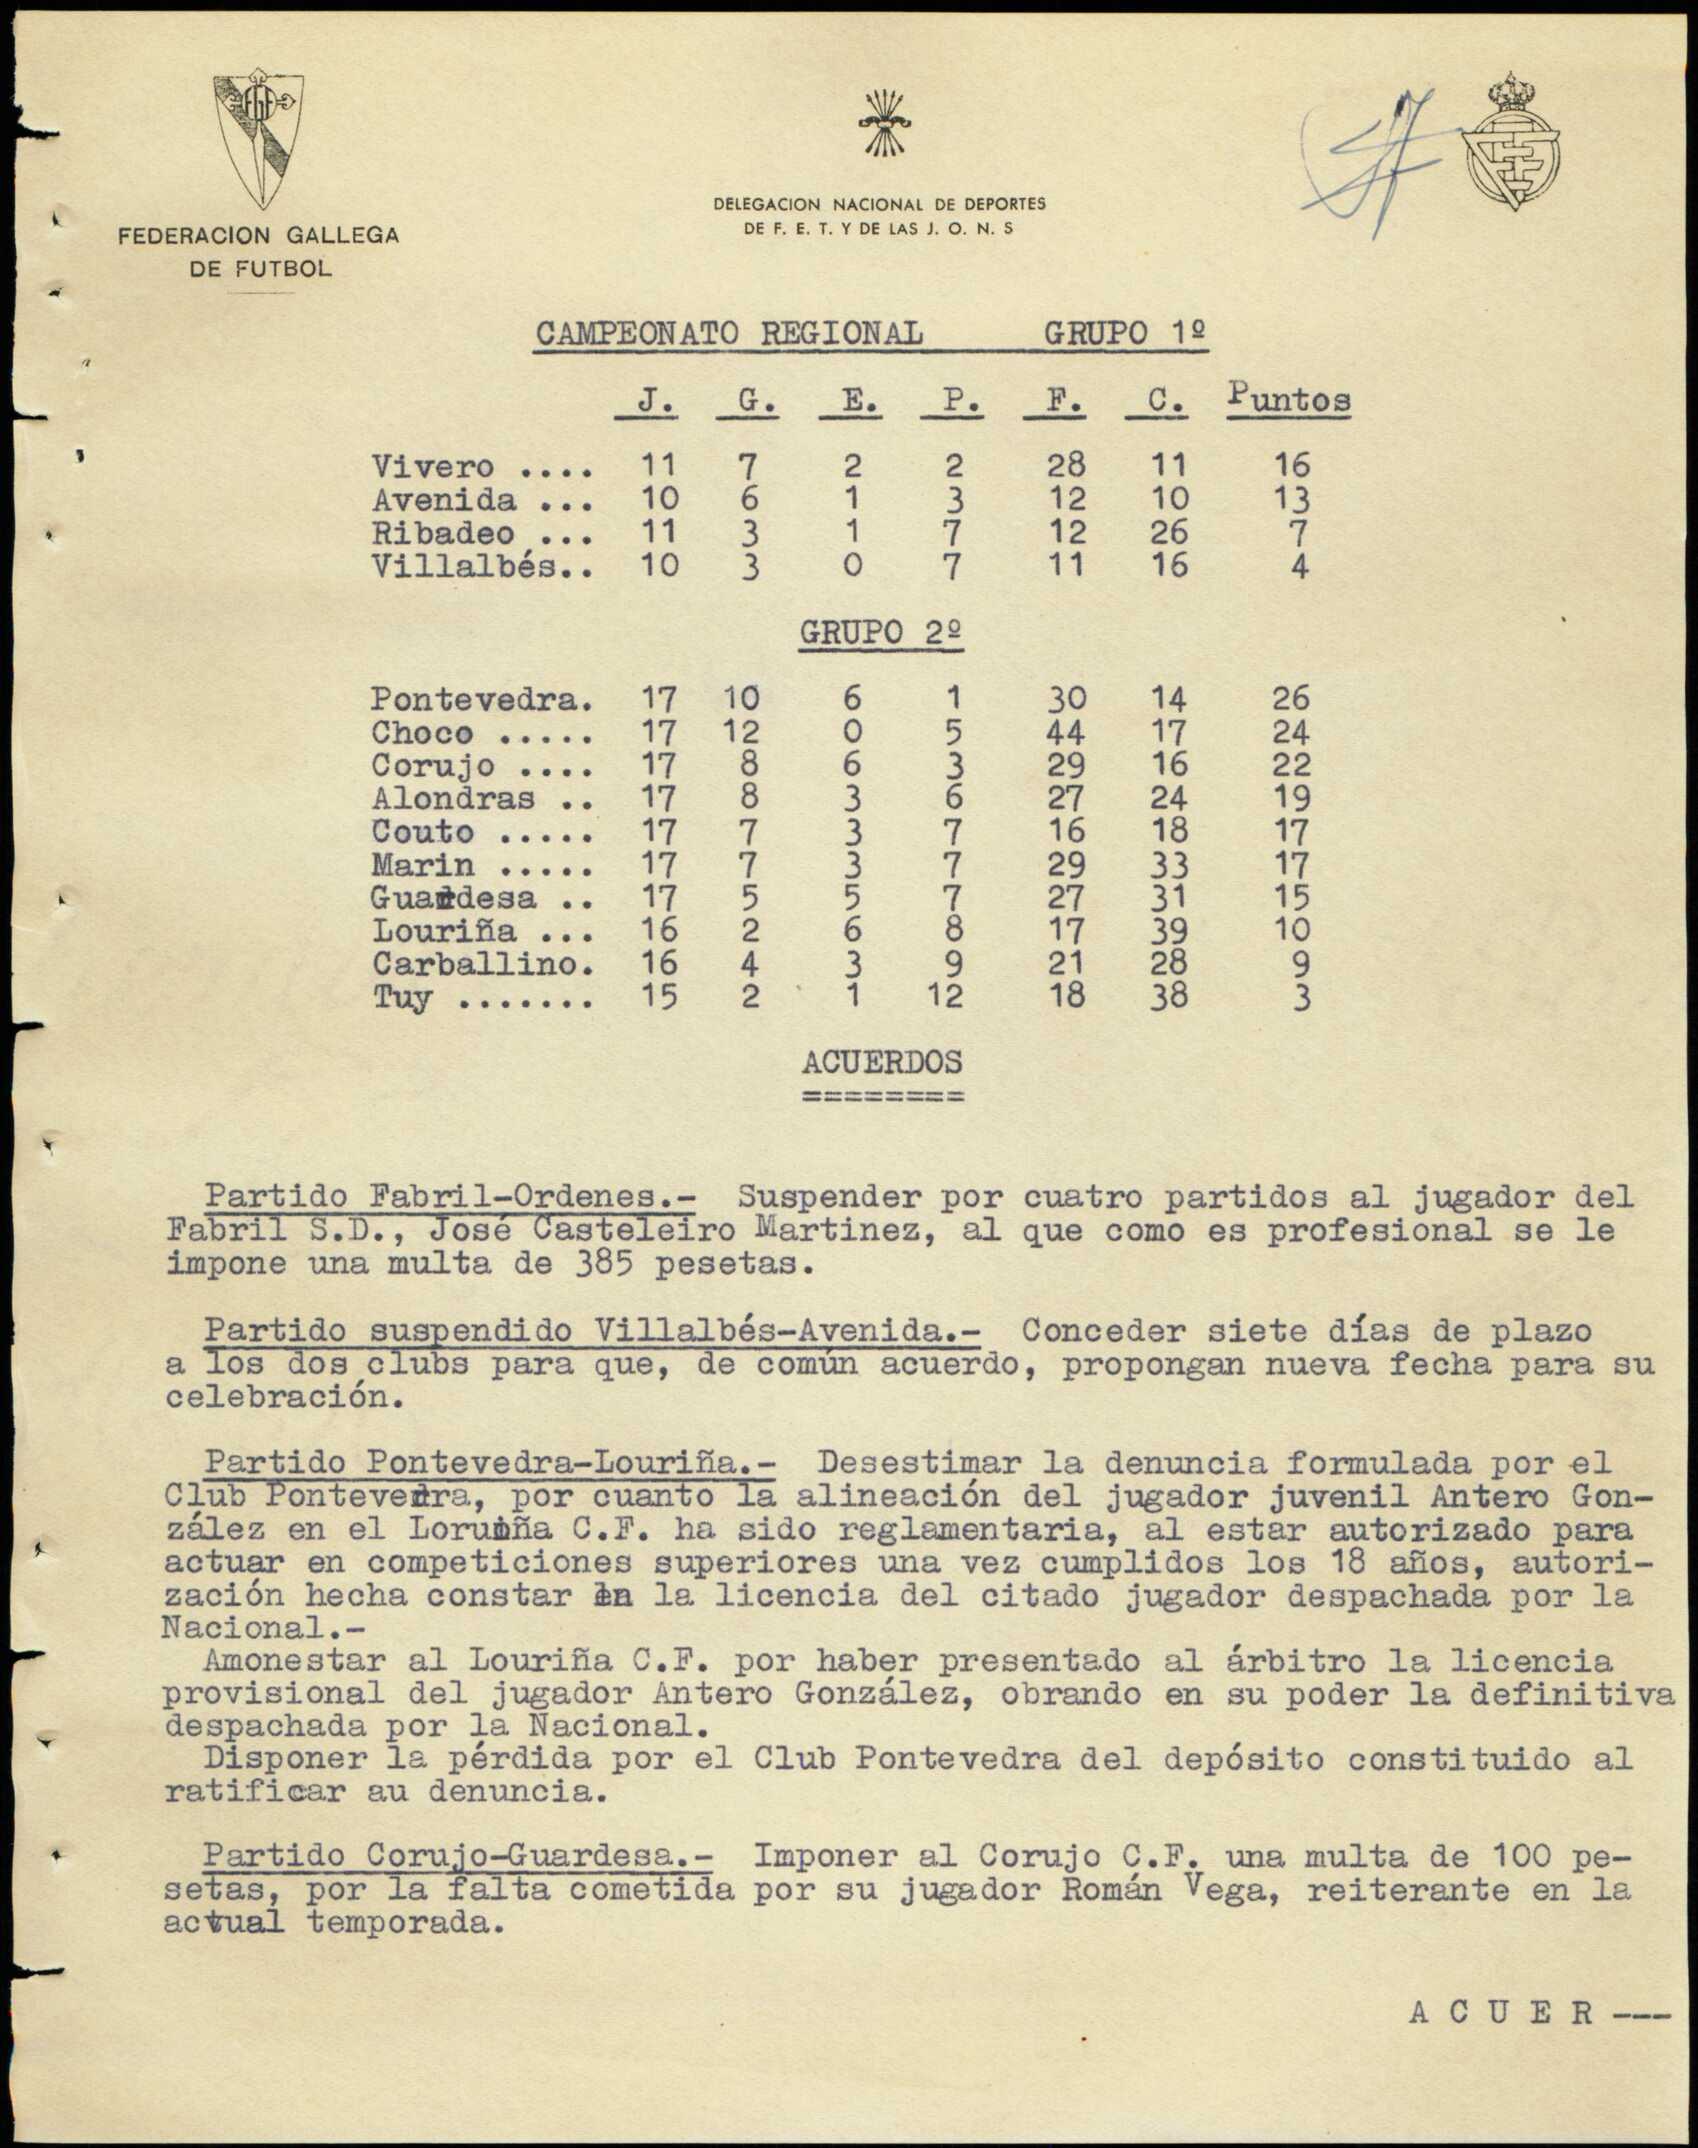 FEDERACION GALLEGA
DE FUTBOL
DELEGACION NACIONAL DE DEPORTES
DE F. E. T. Y DE LAS J. O. N. S
CAMPEONATO REGIONAL GRUPO 1º
J. G. E. P. F. C. Puntos
Vivero .... 11 7 2 2 28 11 16
Avenida ... 10 6 1 3 12 10 13
Ribadeo ... 11 3 1 7 12 26 7
Villalbés.. 10 3 0 7 11 16 4
GRUPO 2º
Pontevedra. 17 10 6 1 30 14 26
Choco ..... 17 12 0 5 44 17 24
Corujo .... 17 8 6 3 29 16 22
Alondras .. 17 8 3 6 27 24 19
Couto ..... 17 7 3 7 16 18 17
Marin ..... 17 7 3 7 29 33 17
Guardesa .. 17 5 5 7 27 31 15
Louriña ... 16 2 6 8 17 39 10
Carballino. 16 4 3 9 21 28 9
Tuy ....... 15 2 1 12 18 38 3
ACUERDOS
========
Partido Fabril-Ordenes.- Suspender por cuatro partidos al jugador del
Fabril S.D., José Casteleiro Martinez, al que como es profesional se le
impone una multa de 385 pesetas.
Partido suspendido Villalbés-Avenida.- Conceder siete días de plazo
a los dos clubs para que, de común acuerdo, propongan nueva fecha para su
celebración.
Partido Pontevedra-Louriña.- Desestimar la denuncia formulada por el
Club Pontevedra, por cuanto la alineación del jugador juvenil Antero Gon-
zález en el Loruiña C.F. ha sido reglamentaria, al estar autorizado para
actuar en competiciones superiores una vez cumplidos los 18 años, autori-
zación hecha constar en la licencia del citado jugador despachada por la
Nacional.-
Amonestar al Louriña C.F. por haber presentado al árbitro la licencia
provisional del jugador Antero González, obrando en su poder la definitiva
despachada por la Nacional.
Disponer la pérdida por el Club Pontevedra del depósito constituido al
ratificar au denuncia.
Partido Corujo-Guardesa.- Imponer al Corujo C.F. una multa de 100 pe-
setas, por la falta cometida por su jugador Román Vega, reiterante en la
actual temporada.
A C U E R ---